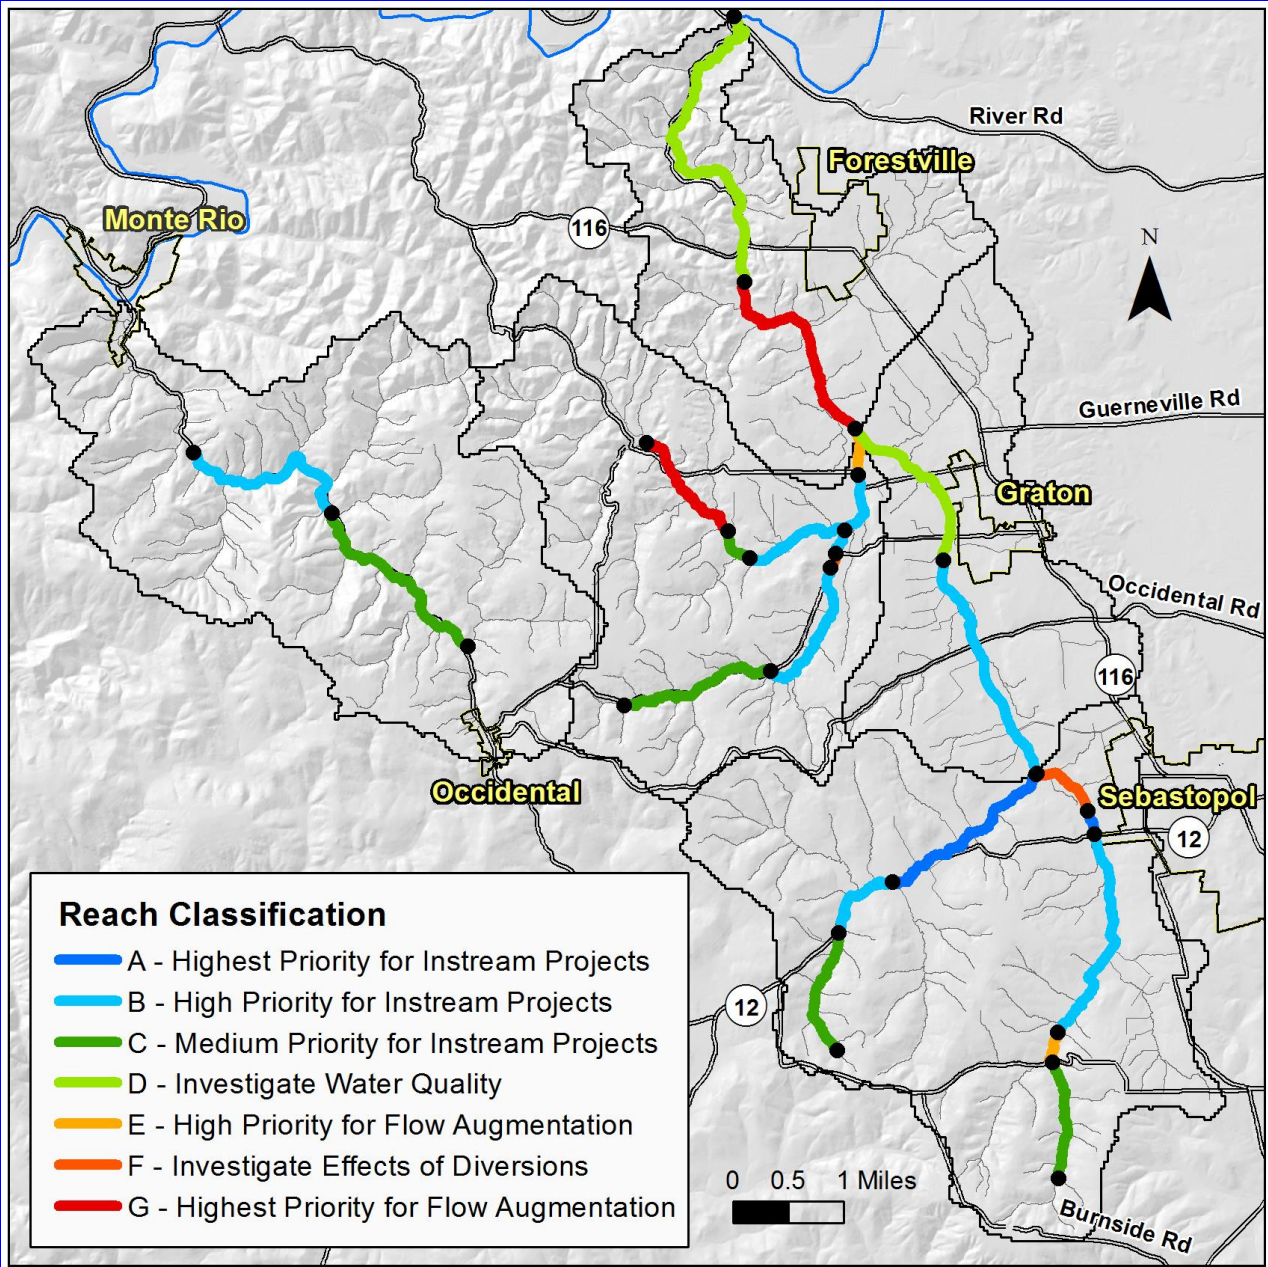 River Rd
Forestville
Monte Rio
116
N
Guerneville Rd
Graton
Occidental Rd
116
Occidental
Sebastopol
12
12
Reach Classification
A - Highest Priority for Instream Projects
B - High Priority for Instream Projects
C - Medium Priority for Instream Projects
D - Investigate Water Quality
E - High Priority for Flow Augmentation
F - Investigate Effects of Diversions
G - Highest Priority for Flow Augmentation
0 0.5 1 Miles
Burnside Rd